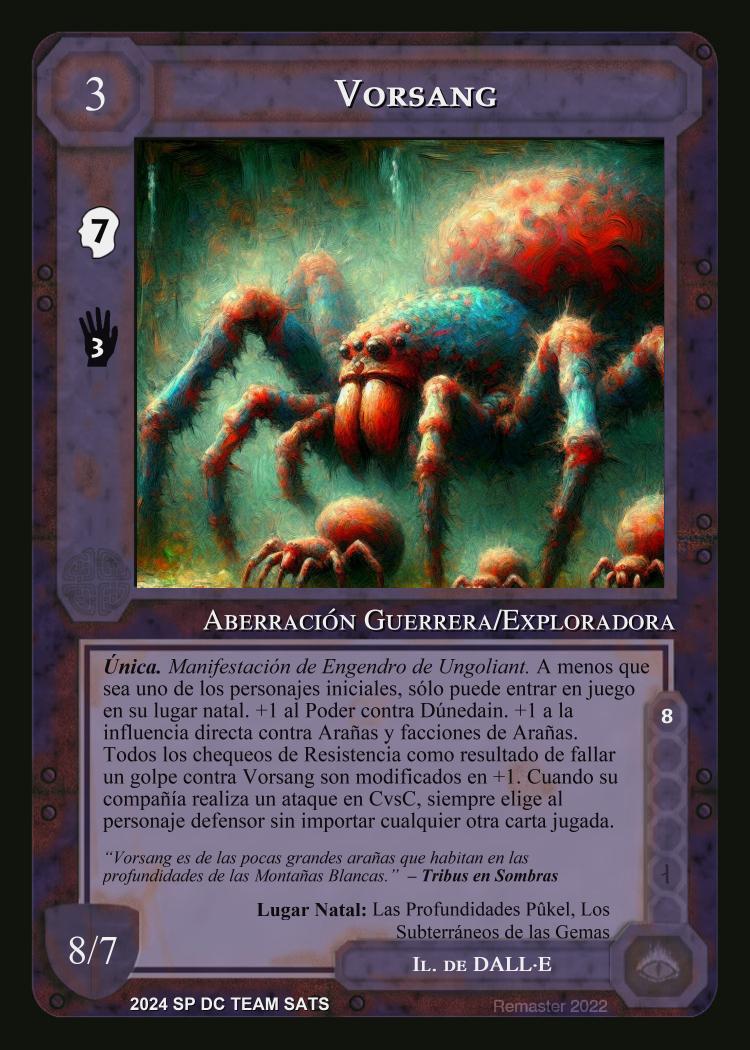 3
VORSANG
7
3
ABERRACIÓN GUERRERA/EXPLORADORA
Única. Manifestación de Engendro de Ungoliant. A menos que
sea uno de los personajes iniciales, sólo puede entrar en juego
en su lugar natal. +1 al Poder contra Dúnedain. +1 a la
influencia directa contra Arañas y facciones de Arañas.
Todos los chequeos de Resistencia como resultado de fallar
un golpe contra Vorsang son modificados en +1. Cuando su
compañía realiza un ataque en CvsC, siempre elige al
personaje defensor sin importar cualquier otra carta jugada.
8
“Vorsang es de las pocas grandes arañas que habitan en las
profundidades de las Montañas Blancas.” – Tribus en Sombras
Lugar Natal: Las Profundidades Pûkel, Los
Subterráneos de las Gemas
8/7
IL. DE DALL·E
2024 SP DC TEAM SATS
Remaster 2022